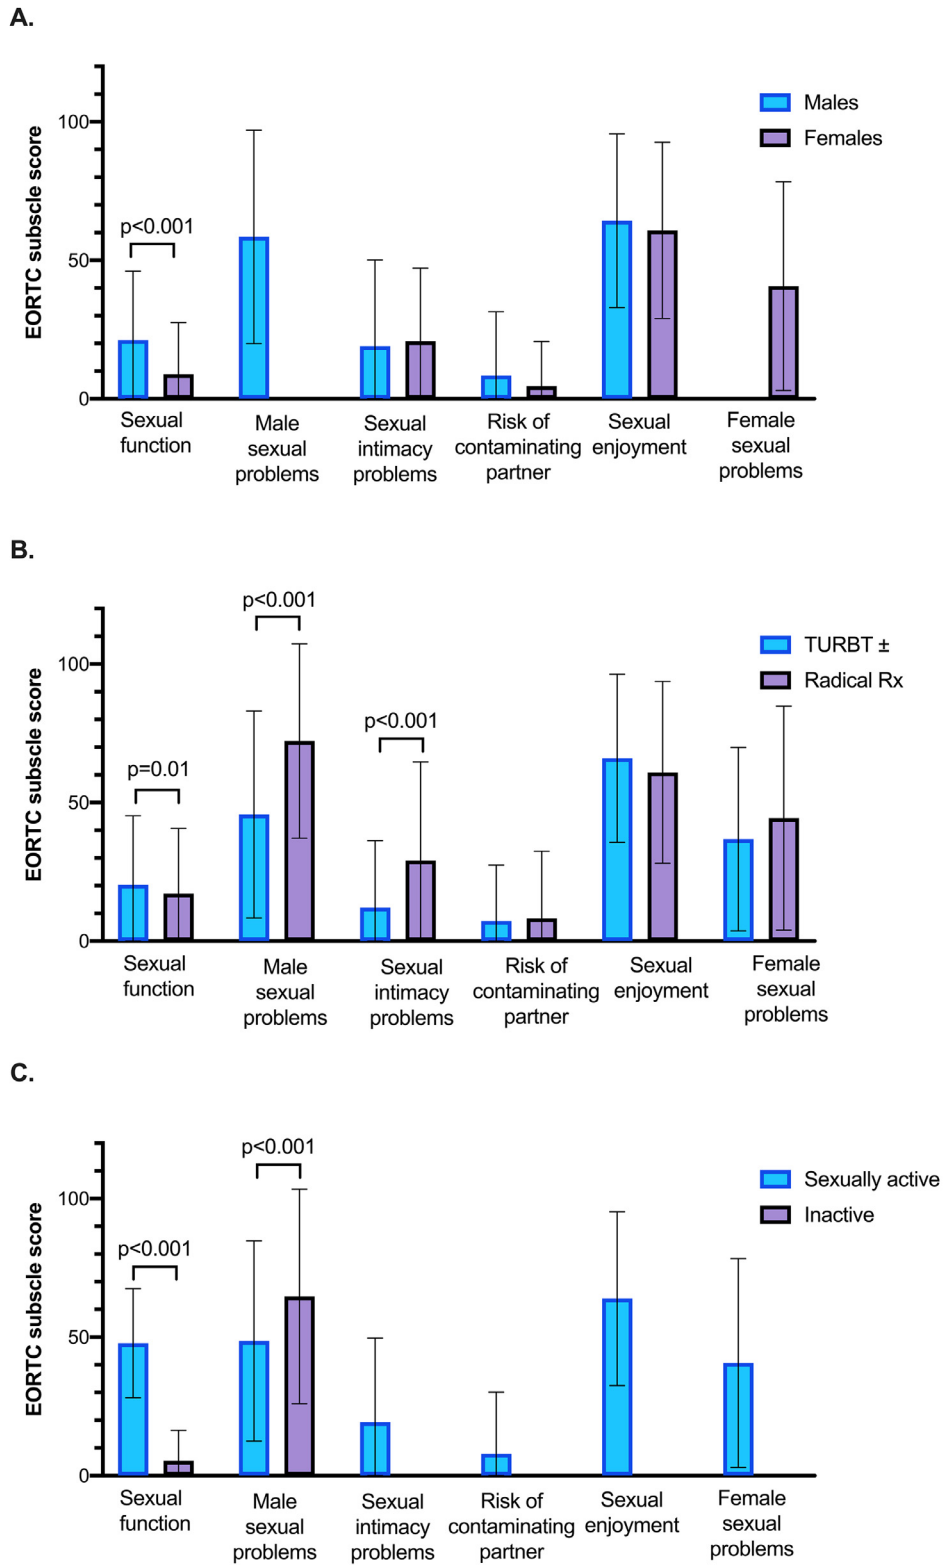 A.
EORTC subscle score
100
50
0
p<0.001
Males
Females
Sexual
function
Male
sexual
problems
Sexual
intimacy
problems
Risk of
contaminating
partner
Sexual
enjoyment
Female
sexual
problems
B.
EORTC subscle score
100
50
0
p=0.01
p<0.001
p<0.001
TURBT ±
Radical Rx
Sexual
function
Male
sexual
problems
Sexual
intimacy
problems
Risk of
contaminating
partner
Sexual
enjoyment
Female
sexual
problems
C.
EORTC subscle score
100
50
0
p<0.001
p<0.001
Sexually active
Inactive
Sexual
function
Male
sexual
problems
Sexual
intimacy
problems
Risk of
contaminating
partner
Sexual
enjoyment
Female
sexual
problems